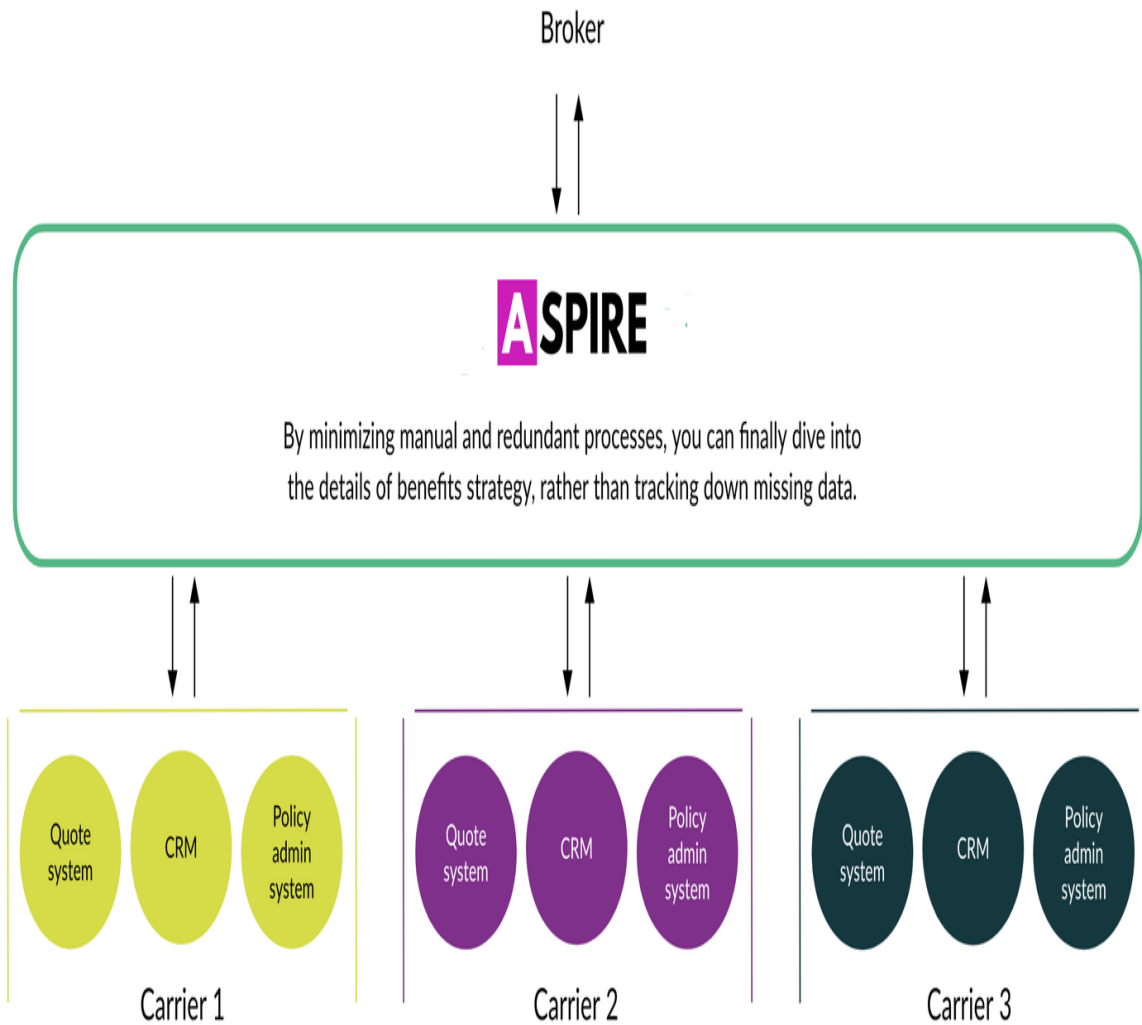 Broker
ASPIRE
By minimizing manual and redundant processes, you can finally dive into
the details of benefits strategy, rather than tracking down missing data.
Quote
system
CRM
Policy
admin
system
Quote
system
CRM
Policy
admin
system
Quote
system
CRM
Policy
admin
system
Carrier 1
Carrier 2
Carrier 3